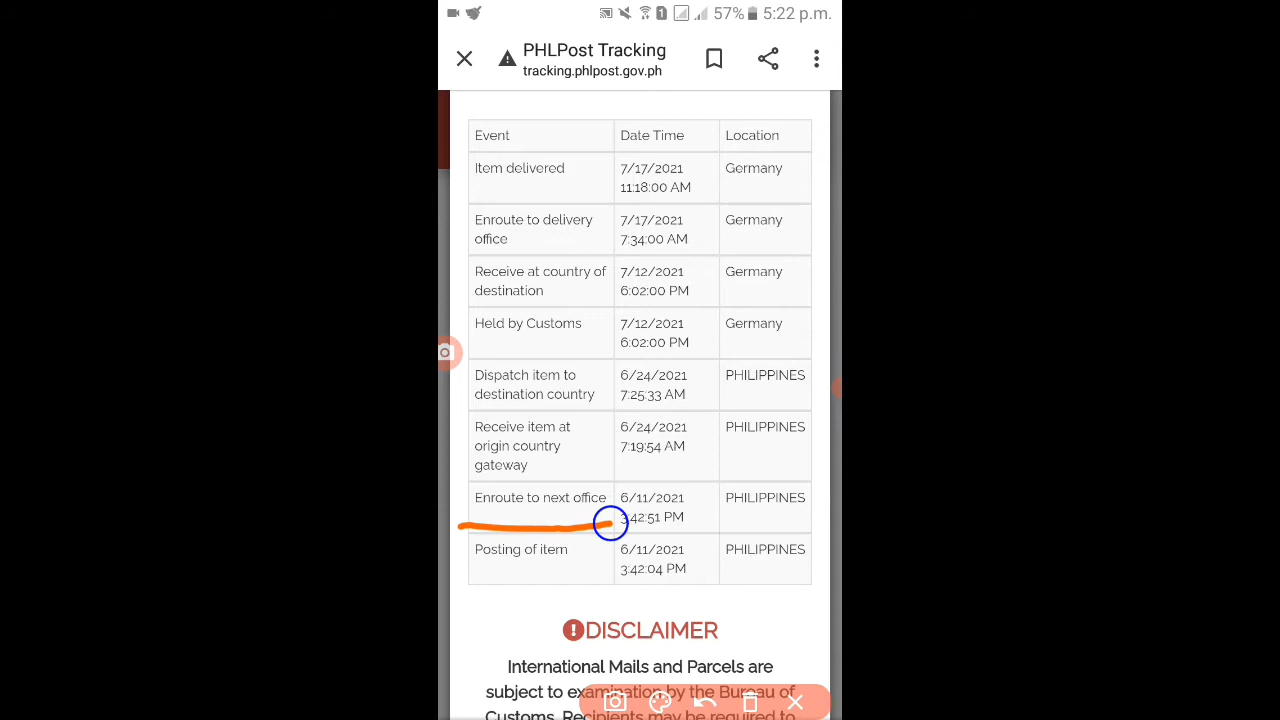 57% 5:22 p.m.
PHLPost Tracking
tracking.phlpost.gov.ph
Event Date Time Location
Item delivered 7/17/2021 Germany
11:18:00 AM
Enroute to delivery 7/17/2021 Germany
office 7:34:00 AM
Receive at country of 7/12/2021 Germany
destination 6:02:00 PM
Held by Customs 7/12/2021 Germany
6:02:00 PM
Dispatch item to 6/24/2021 PHILIPPINES
destination country 7:25:33 AM
Receive item at 6/24/2021 PHILIPPINES
origin country 7:19:54 AM
gateway
Enroute to next office 6/11/2021 PHILIPPINES
3:42:51 PM
Posting of item 6/11/2021 PHILIPPINES
3:42:04 PM
DISCLAIMER
International Mails and Parcels are
subject to examination by the Bureau of
Customs. Recipients may be required to